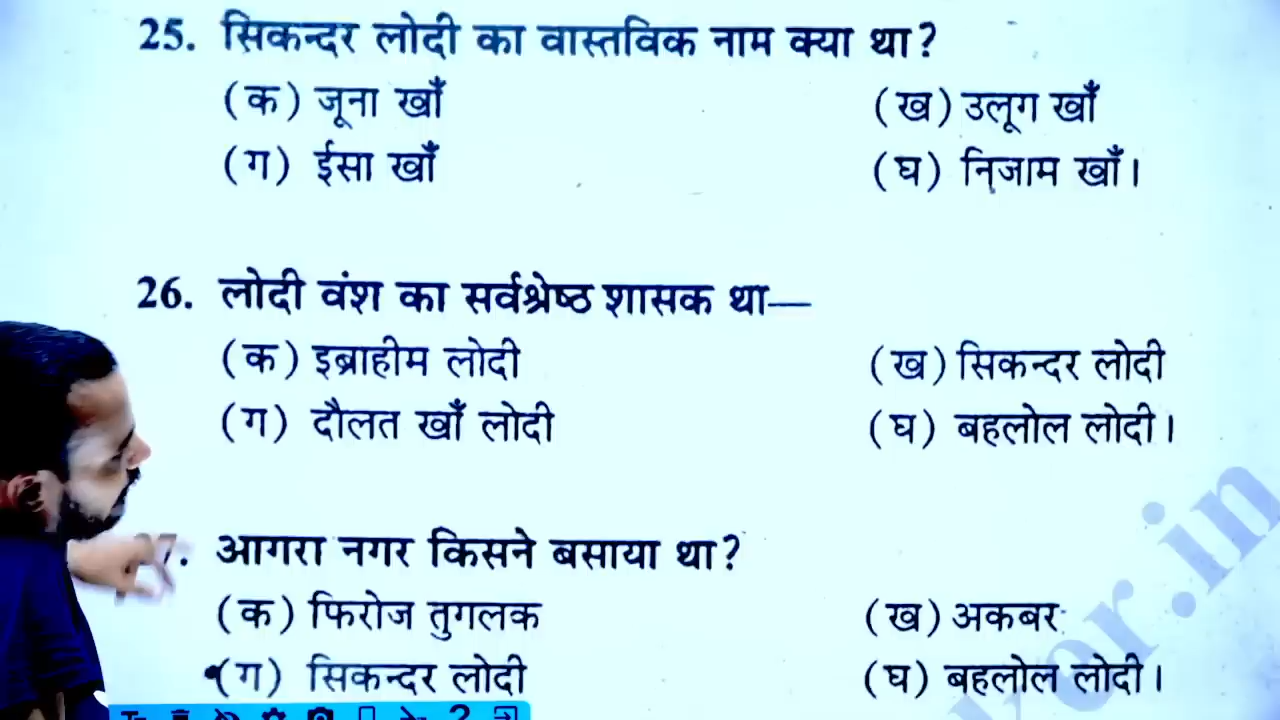 25. सिकन्दर लोदी का वास्तविक नाम क्या था?
(क) जूना खाँ (ख) उलूग खाँ
(ग) ईसा खाँ (घ) निजाम खाँ।
26. लोदी वंश का सर्वश्रेष्ठ शासक था—
(क) इब्राहीम लोदी (ख) सिकन्दर लोदी
(ग) दौलत खाँ लोदी (घ) बहलोल लोदी।
7. आगरा नगर किसने बसाया था?
(क) फिरोज तुगलक (ख) अकबर
(ग) सिकन्दर लोदी (घ) बहलोल लोदी।